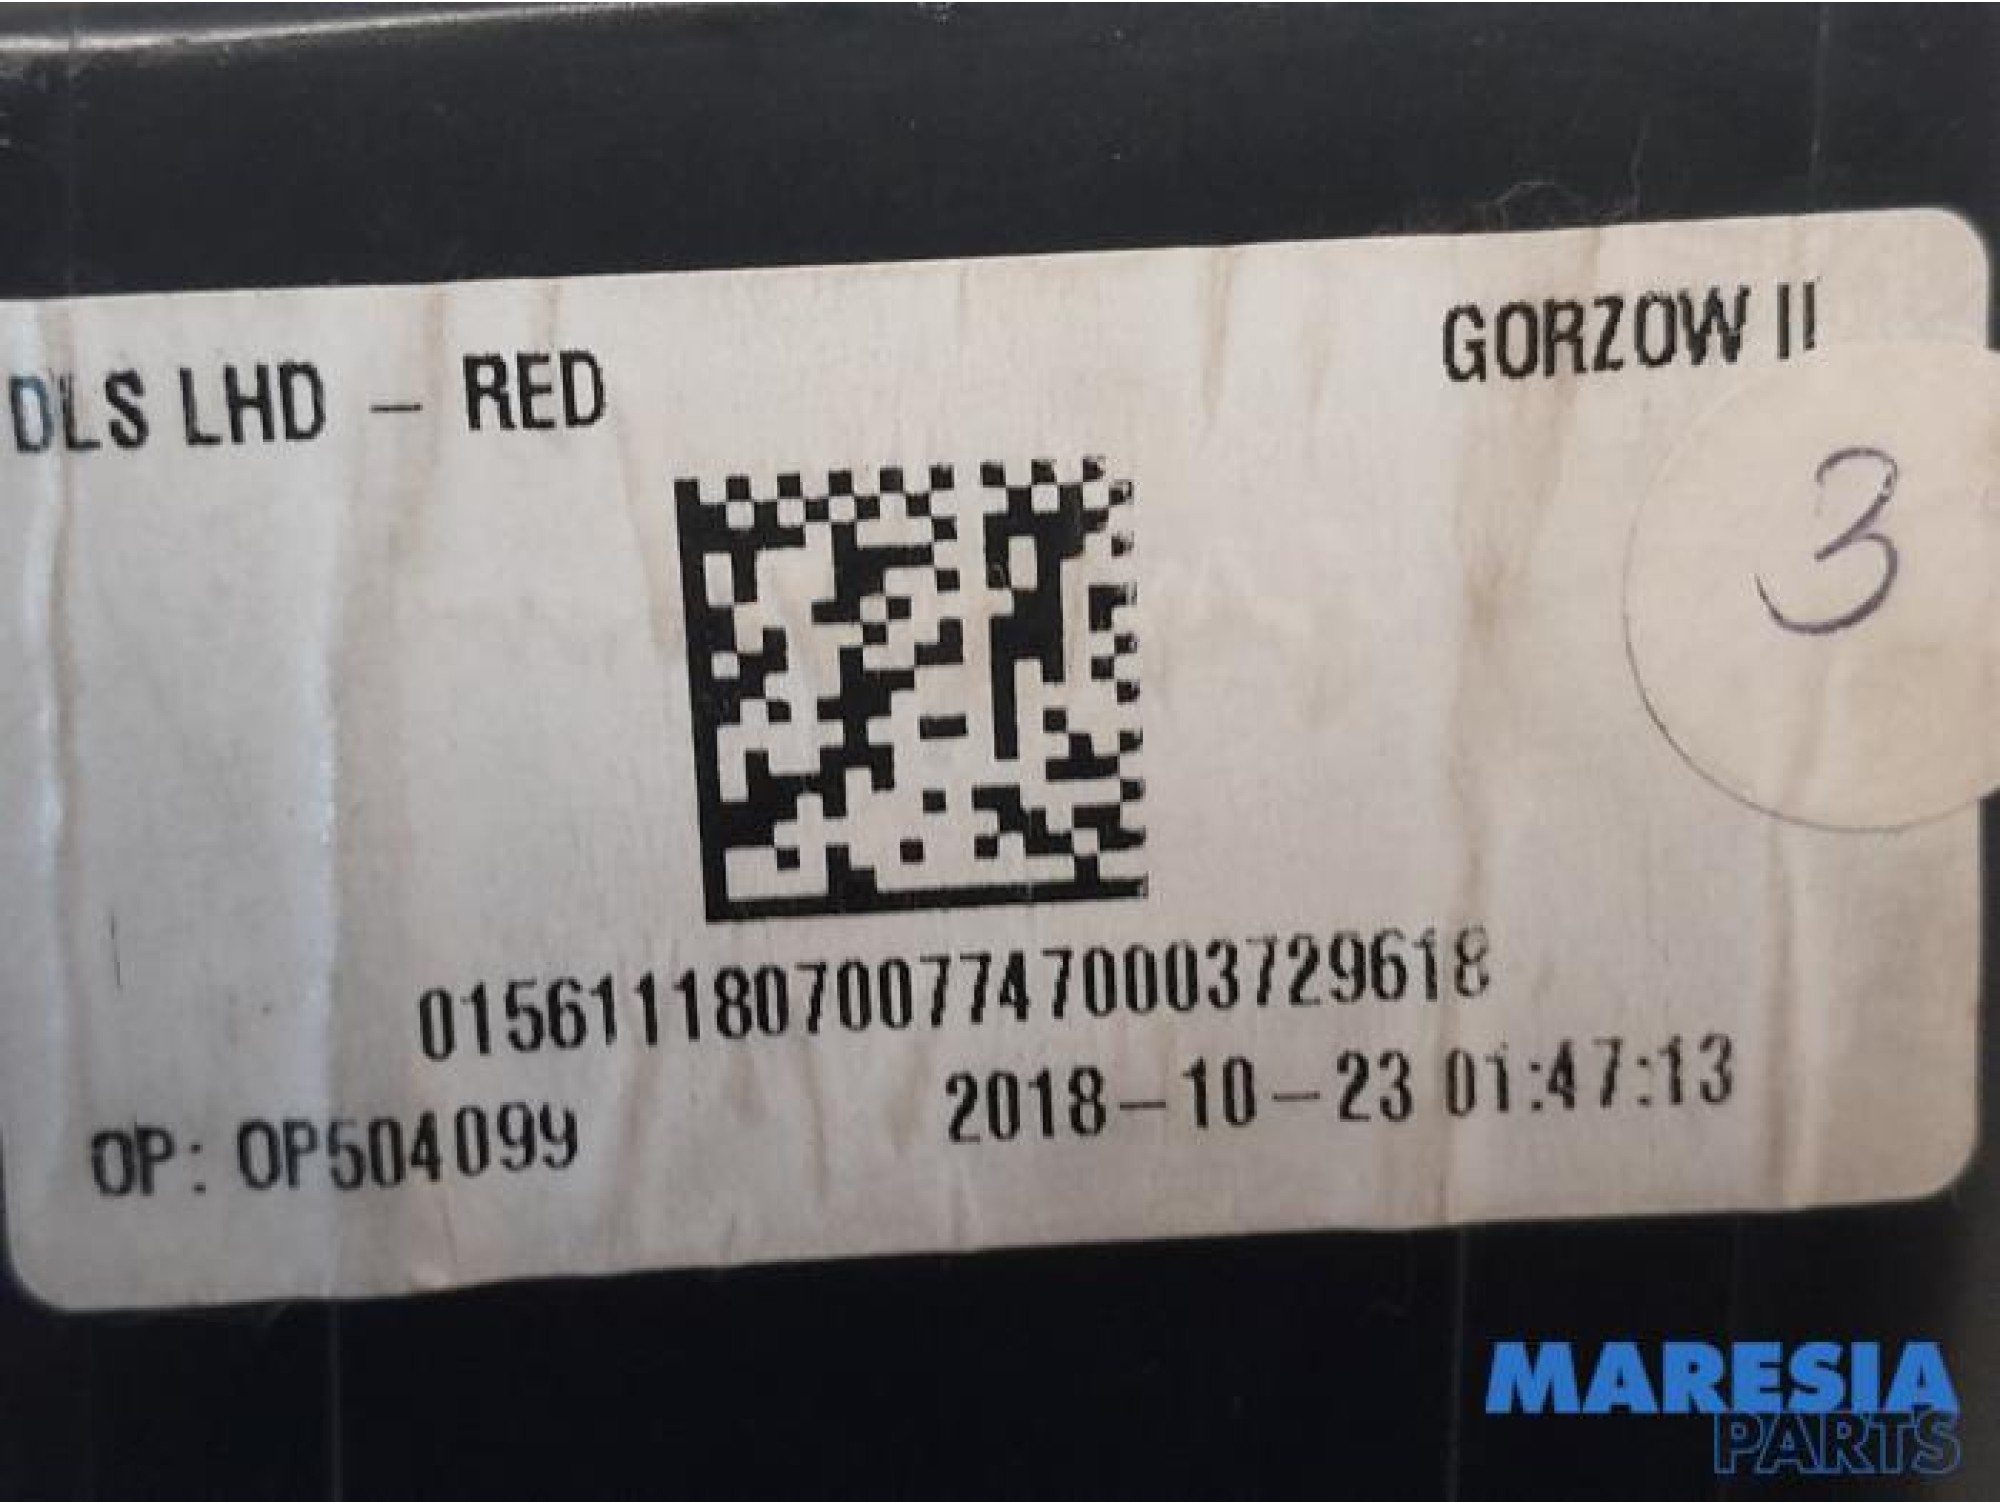 GORZOW II
DLS LHD - RED
3
01561118070077470003729618
2018-10-23 01:47:13
OP: OP504099
MARESIA
PARTS